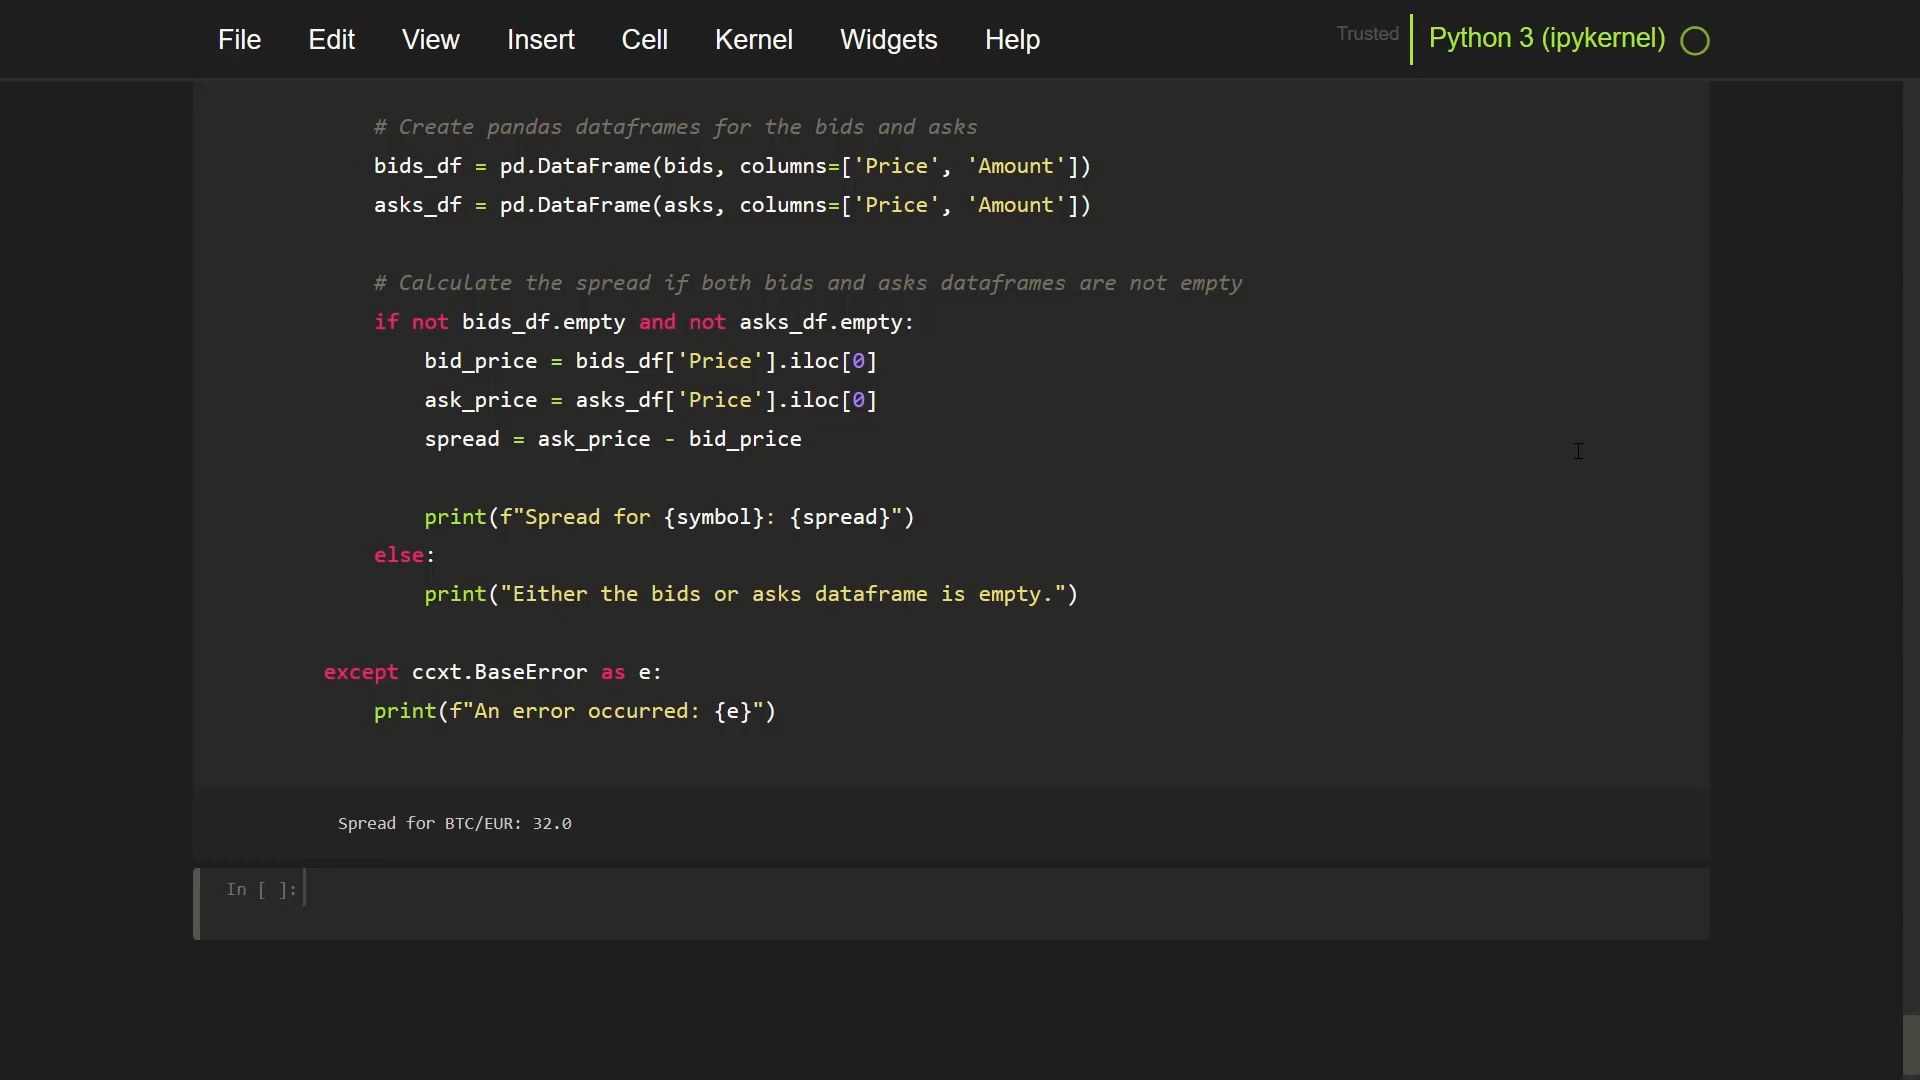 File Edit View Insert Cell Kernel Widgets Help Trusted Python 3 (ipykernel)
# Create pandas dataframes for the bids and asks
bids_df = pd.DataFrame(bids, columns=['Price', 'Amount'])
asks_df = pd.DataFrame(asks, columns=['Price', 'Amount'])
# Calculate the spread if both bids and asks dataframes are not empty
if not bids_df.empty and not asks_df.empty:
bid_price = bids_df['Price'].iloc[0]
ask_price = asks_df['Price'].iloc[0]
spread = ask_price - bid_price
print(f"Spread for {symbol}: {spread}")
else:
print("Either the bids or asks dataframe is empty.")
except ccxt.BaseError as e:
print(f"An error occurred: {e}")
Spread for BTC/EUR: 32.0
In [ ]: